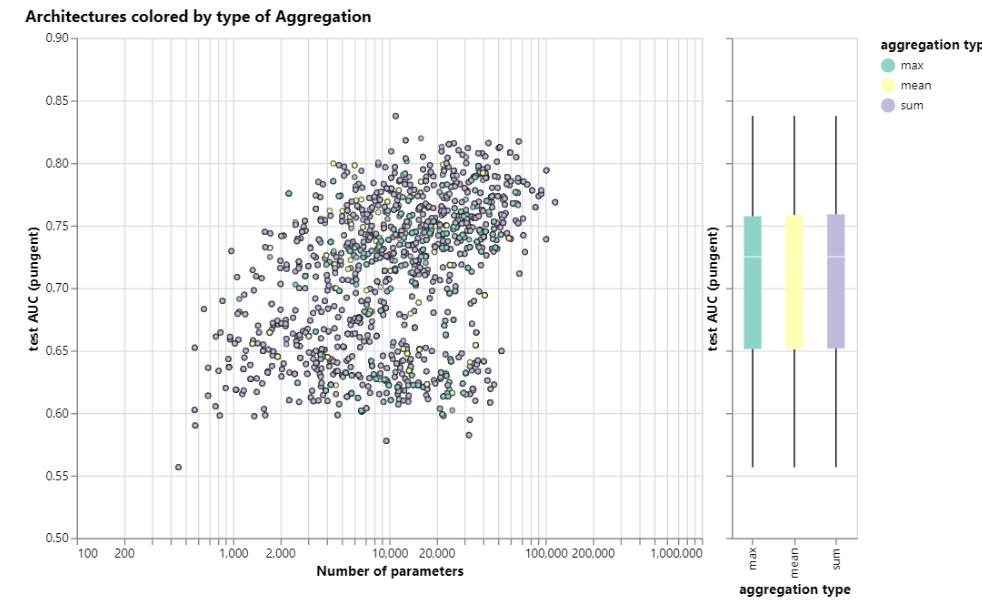 Architectures colored by type of Aggregation
0.90
0.85
0.80
0.75
0.70
0.65
0.60
0.55
0.50
test AUC (pungent)
100 200 1,000 2,000 10,000 20,000 100,000 200,000 1,000,000
Number of parameters
test AUC (pungent)
max
mean
sum
aggregation type
aggregation typ
max
mean
sum